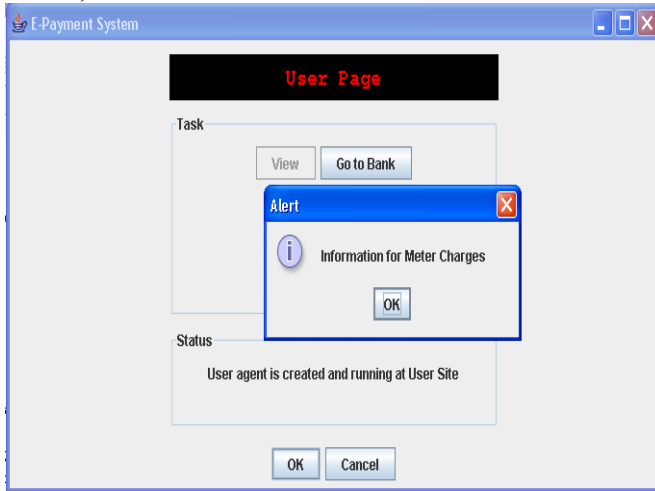 E-Payment System
User Page
Task
View Go to Bank
Alert
Information for Meter Charges
OK
Status
User agent is created and running at User Site
OK Cancel